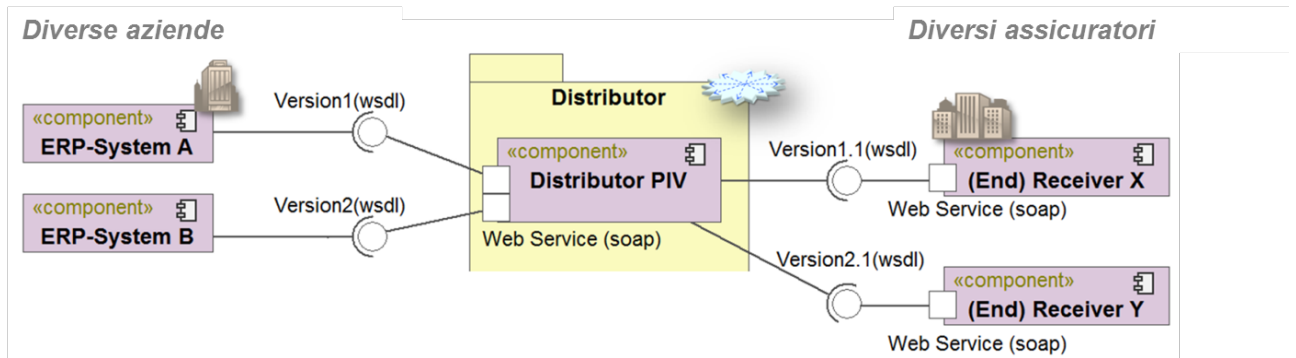 Diverse aziende
Diversi assicuratori
«component»
ERP-System A
Version1(wsdl)
«component»
ERP-System B
Version2(wsdl)
Distributor
«component»
Distributor PIV
Web Service (soap)
Version1.1(wsdl)
«component»
(End) Receiver X
Web Service (soap)
Version2.1(wsdl)
«component»
(End) Receiver Y
Web Service (soap)